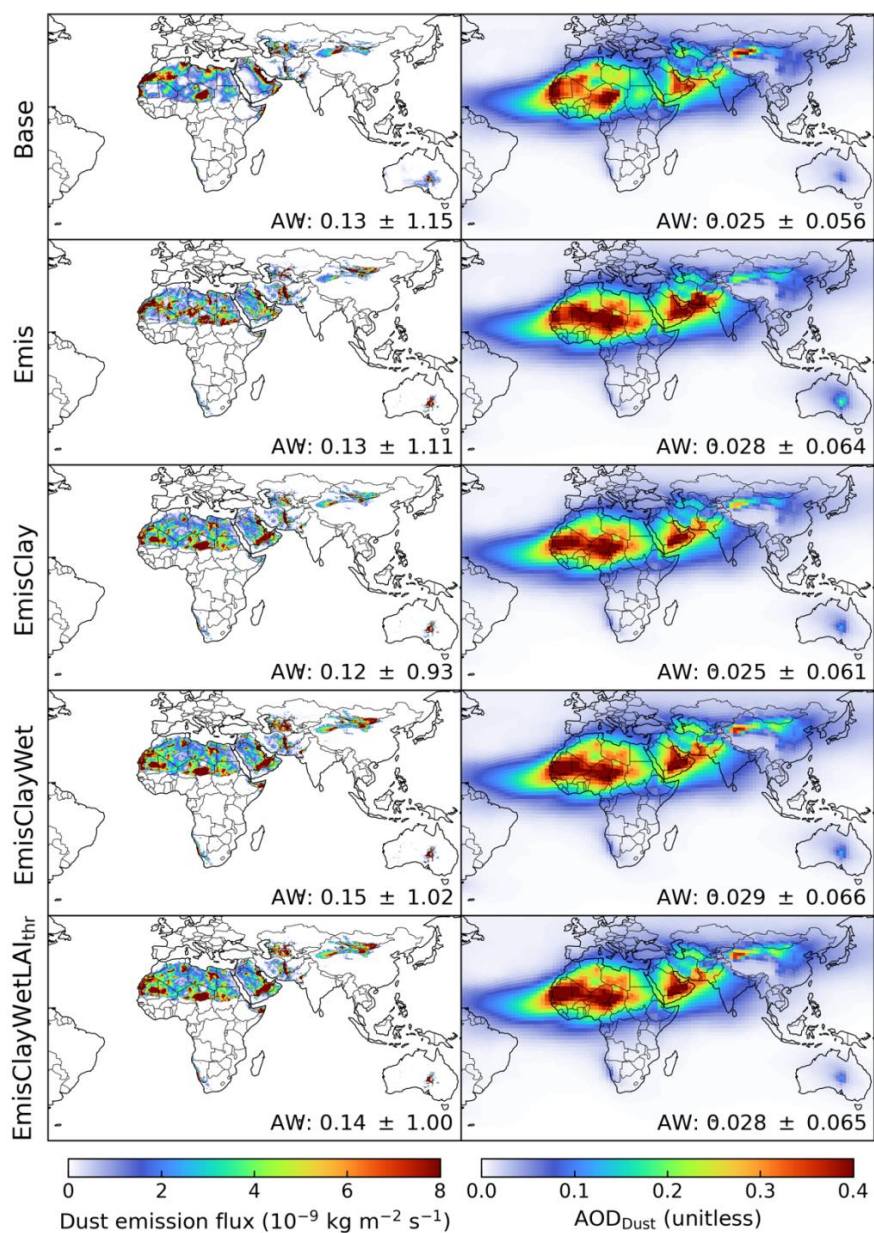 Base
AW: 0.13 ± 1.15
AW: 0.025 ± 0.056
Emis
AW: 0.13 ± 1.11
AW: 0.028 ± 0.064
EmisClay
AW: 0.12 ± 0.93
AW: 0.025 ± 0.061
EmisClayWet
AW: 0.15 ± 1.02
AW: 0.029 ± 0.066
EmisClayWetLAI_thr
AW: 0.14 ± 1.00
AW: 0.028 ± 0.065
0 2 4 6 8
Dust emission flux (10⁻⁹ kg m⁻² s⁻¹)
0.0 0.1 0.2 0.3 0.4
AOD_Dust (unitless)